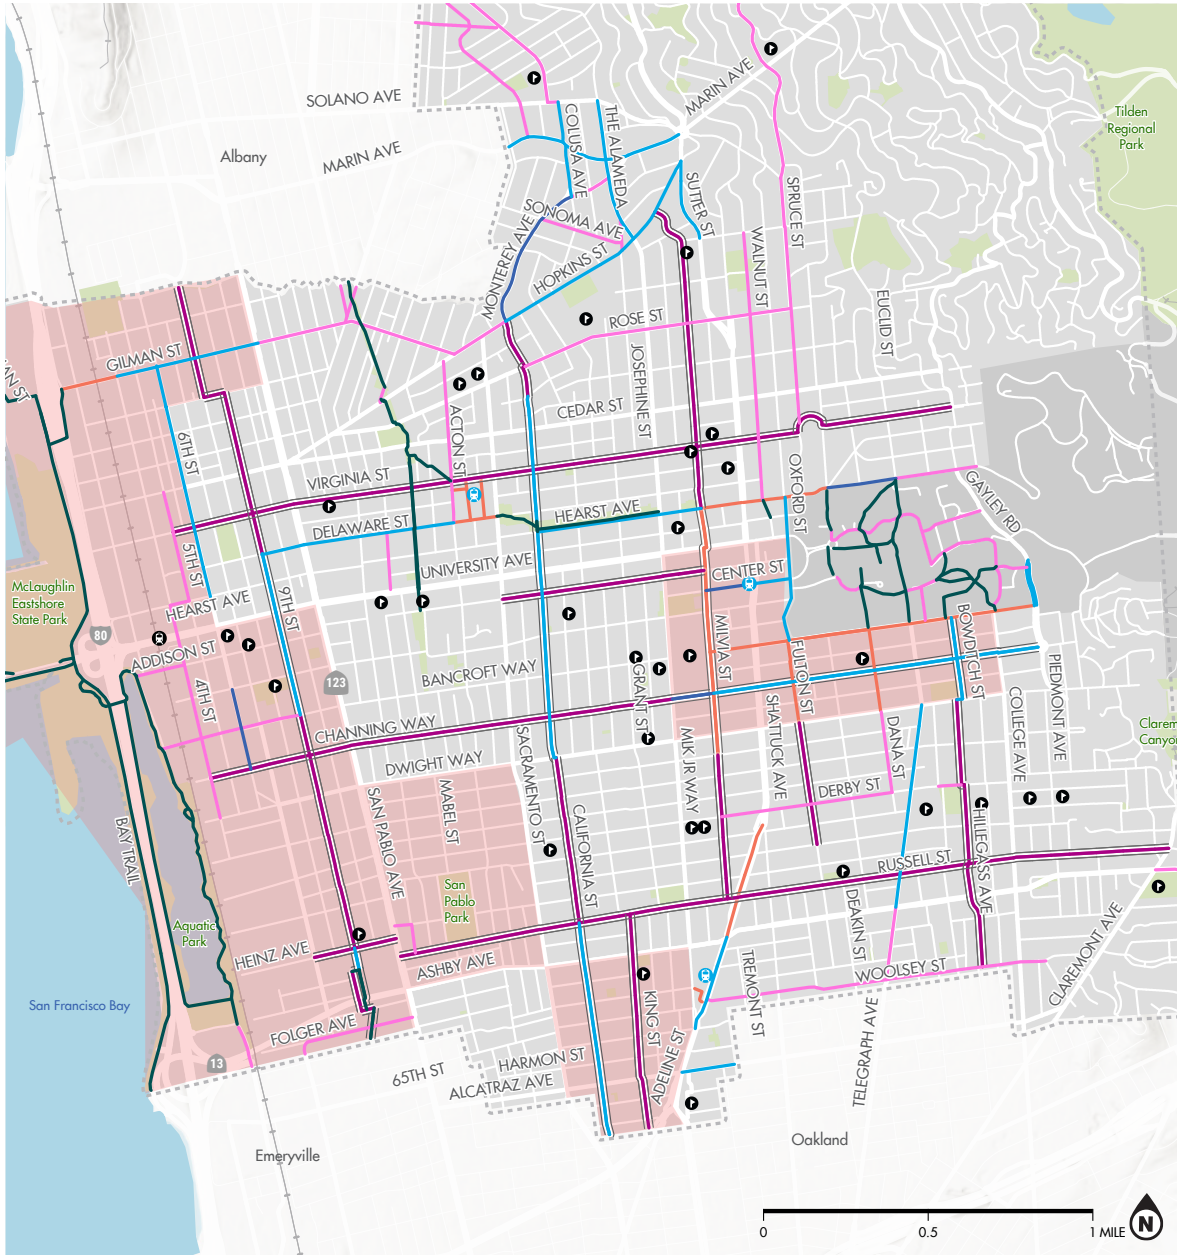 SOLANO AVE
MARIN AVE
Albany
MARIN AVE
COLUSA AVE
THE ALAMEDA
Tilden
Regional
Park
SUTTER ST
SPRUCE ST
SONOMA AVE
MONTEREY AVE
HOPKINS ST
WALNUT ST
EUCLID ST
ROSE ST
GILMAN ST
JOSEPHINE ST
CEDAR ST
ACTON ST
6TH ST
VIRGINIA ST
OXFORD ST
GAYLEY RD
DELAWARE ST
HEARST AVE
5TH ST
UNIVERSITY AVE
CENTER ST
McLaughlin
Eastshore
State Park
HEARST AVE
9TH ST
80
ADDISON ST
MILVIA ST
FULTON ST
BOWDITCH ST
123
BANCROFT WAY
GRANT ST
PIEDMONT AVE
4TH ST
CHANNING WAY
SHATTUCK AVE
DANA ST
COLLEGE AVE
Clarem
Canyo
SACRAMENTO ST
MLK JR WAY
DWIGHT WAY
MABEL ST
SAN PABLO AVE
DERBY ST
CALIFORNIA ST
HILLEGASS AVE
BAY TRAIL
RUSSELL ST
San
Pablo
Park
DEAKIN ST
Aquatic
Park
HEINZ AVE
ASHBY AVE
CLAREMONT AVE
TREMONT ST
WOOLSEY ST
San Francisco Bay
KING ST
TELEGRAPH AVE
FOLGER AVE
ADELINE ST
13
HARMON ST
65TH ST
ALCATRAZ AVE
Oakland
Emeryville
0
0.5
1 MILE
N